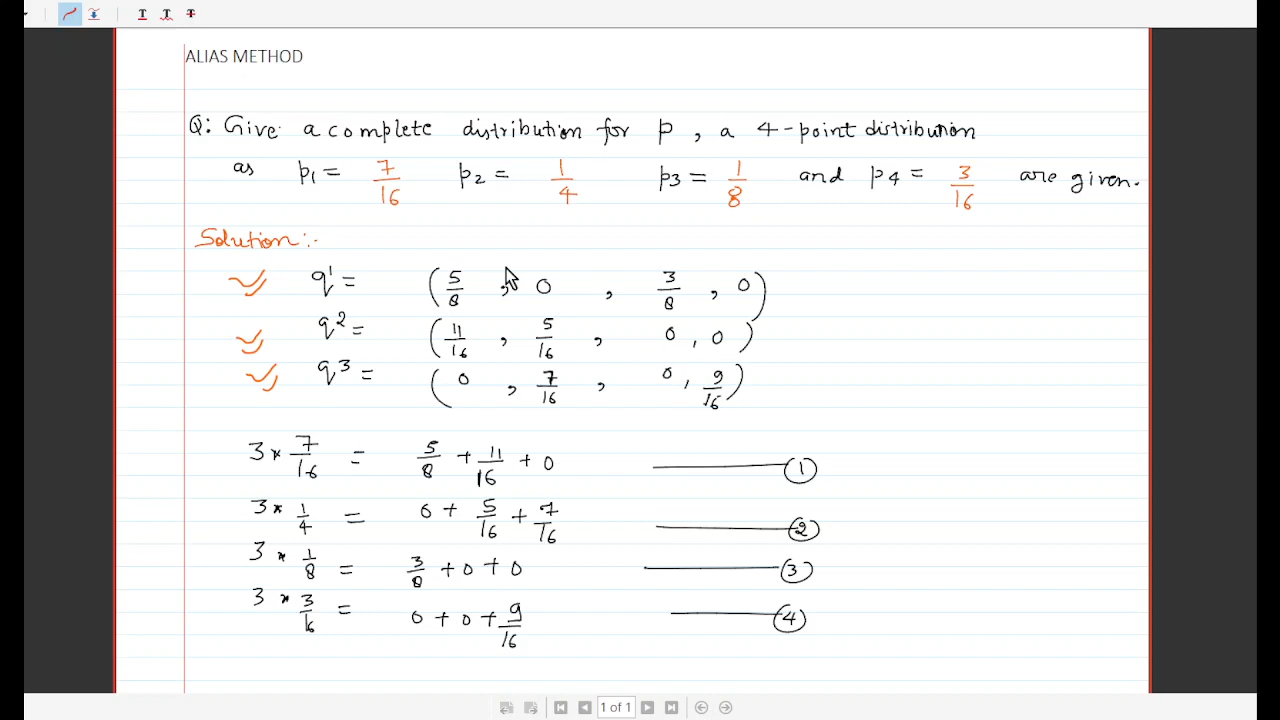 T T T
ALIAS METHOD
Q: Give a complete distribution for p, a 4-point distribution
as p1 = 7/16 p2 = 1/4 p3 = 1/8 and p4 = 3/16 are given.
Solution :-
q¹ = (5/8, 0, 3/8, 0)
q² = (11/16, 5/16, 0, 0)
q³ = (0, 7/16, 0, 9/16)
3 * 7/16 = 5/8 + 11/16 + 0 1
3 * 1/4 = 0 + 5/16 + 7/16 2
3 * 1/8 = 3/8 + 0 + 0 3
3 * 3/16 = 0 + 0 + 9/16 4
1 of 1